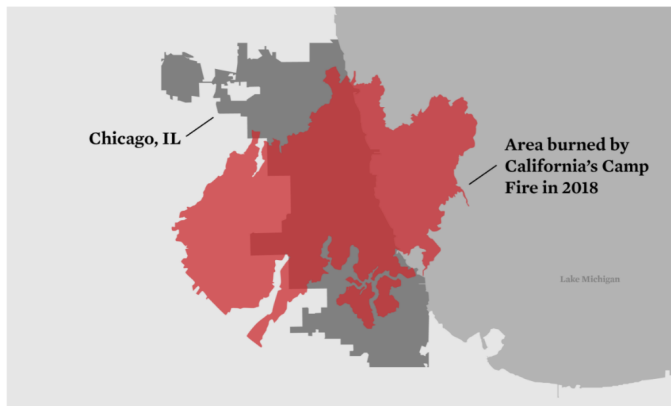 Chicago, IL
Area burned by
California’s Camp
Fire in 2018
Lake Michigan